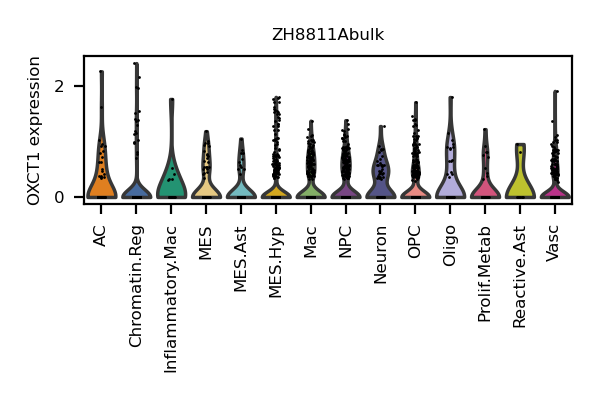 ZH8811Abulk
OXCT1 expression
2
0
AC
Chromatin.Reg
Inflammatory.Mac
MES
MES.Ast
MES.Hyp
Mac
NPC
Neuron
OPC
Oligo
Prolif.Metab
Reactive.Ast
Vasc